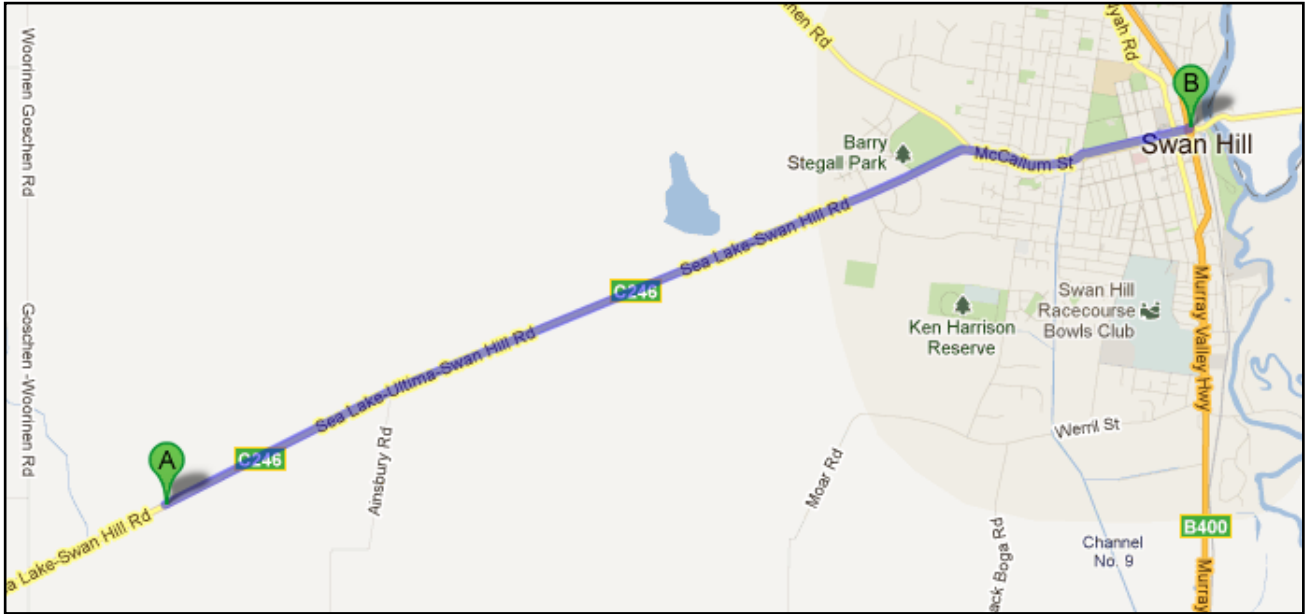 Woorinen Goschen Rd
nen Rd
yah Rd
B
Swan Hill
Barry
Stegall Park
McCallum St
Sea Lake-Swan Hill Rd
C246
Swan Hill
Racecourse
Bowls Club
Ken Harrison
Reserve
Murray Valley Hwy
Goschen -Woorinen Rd
Sea Lake-Ultima-Swan Hill Rd
Werril St
A
C246
Ainsbury Rd
Moar Rd
a Lake-Swan Hill Rd
B400
ack Boga Rd
Channel
No. 9
Murray